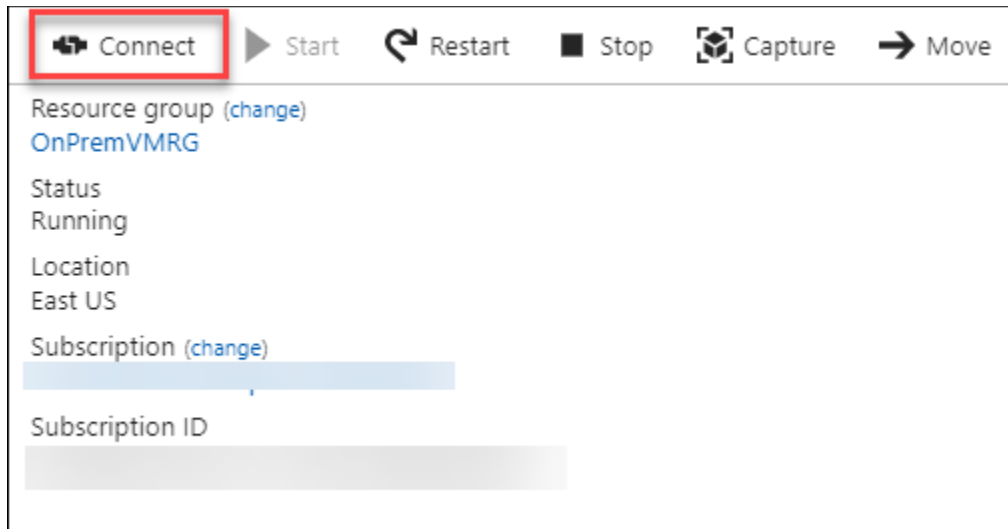 Connect Start Restart Stop Capture Move
Resource group (change)
OnPremVMRG
Status
Running
Location
East US
Subscription (change)
Subscription ID